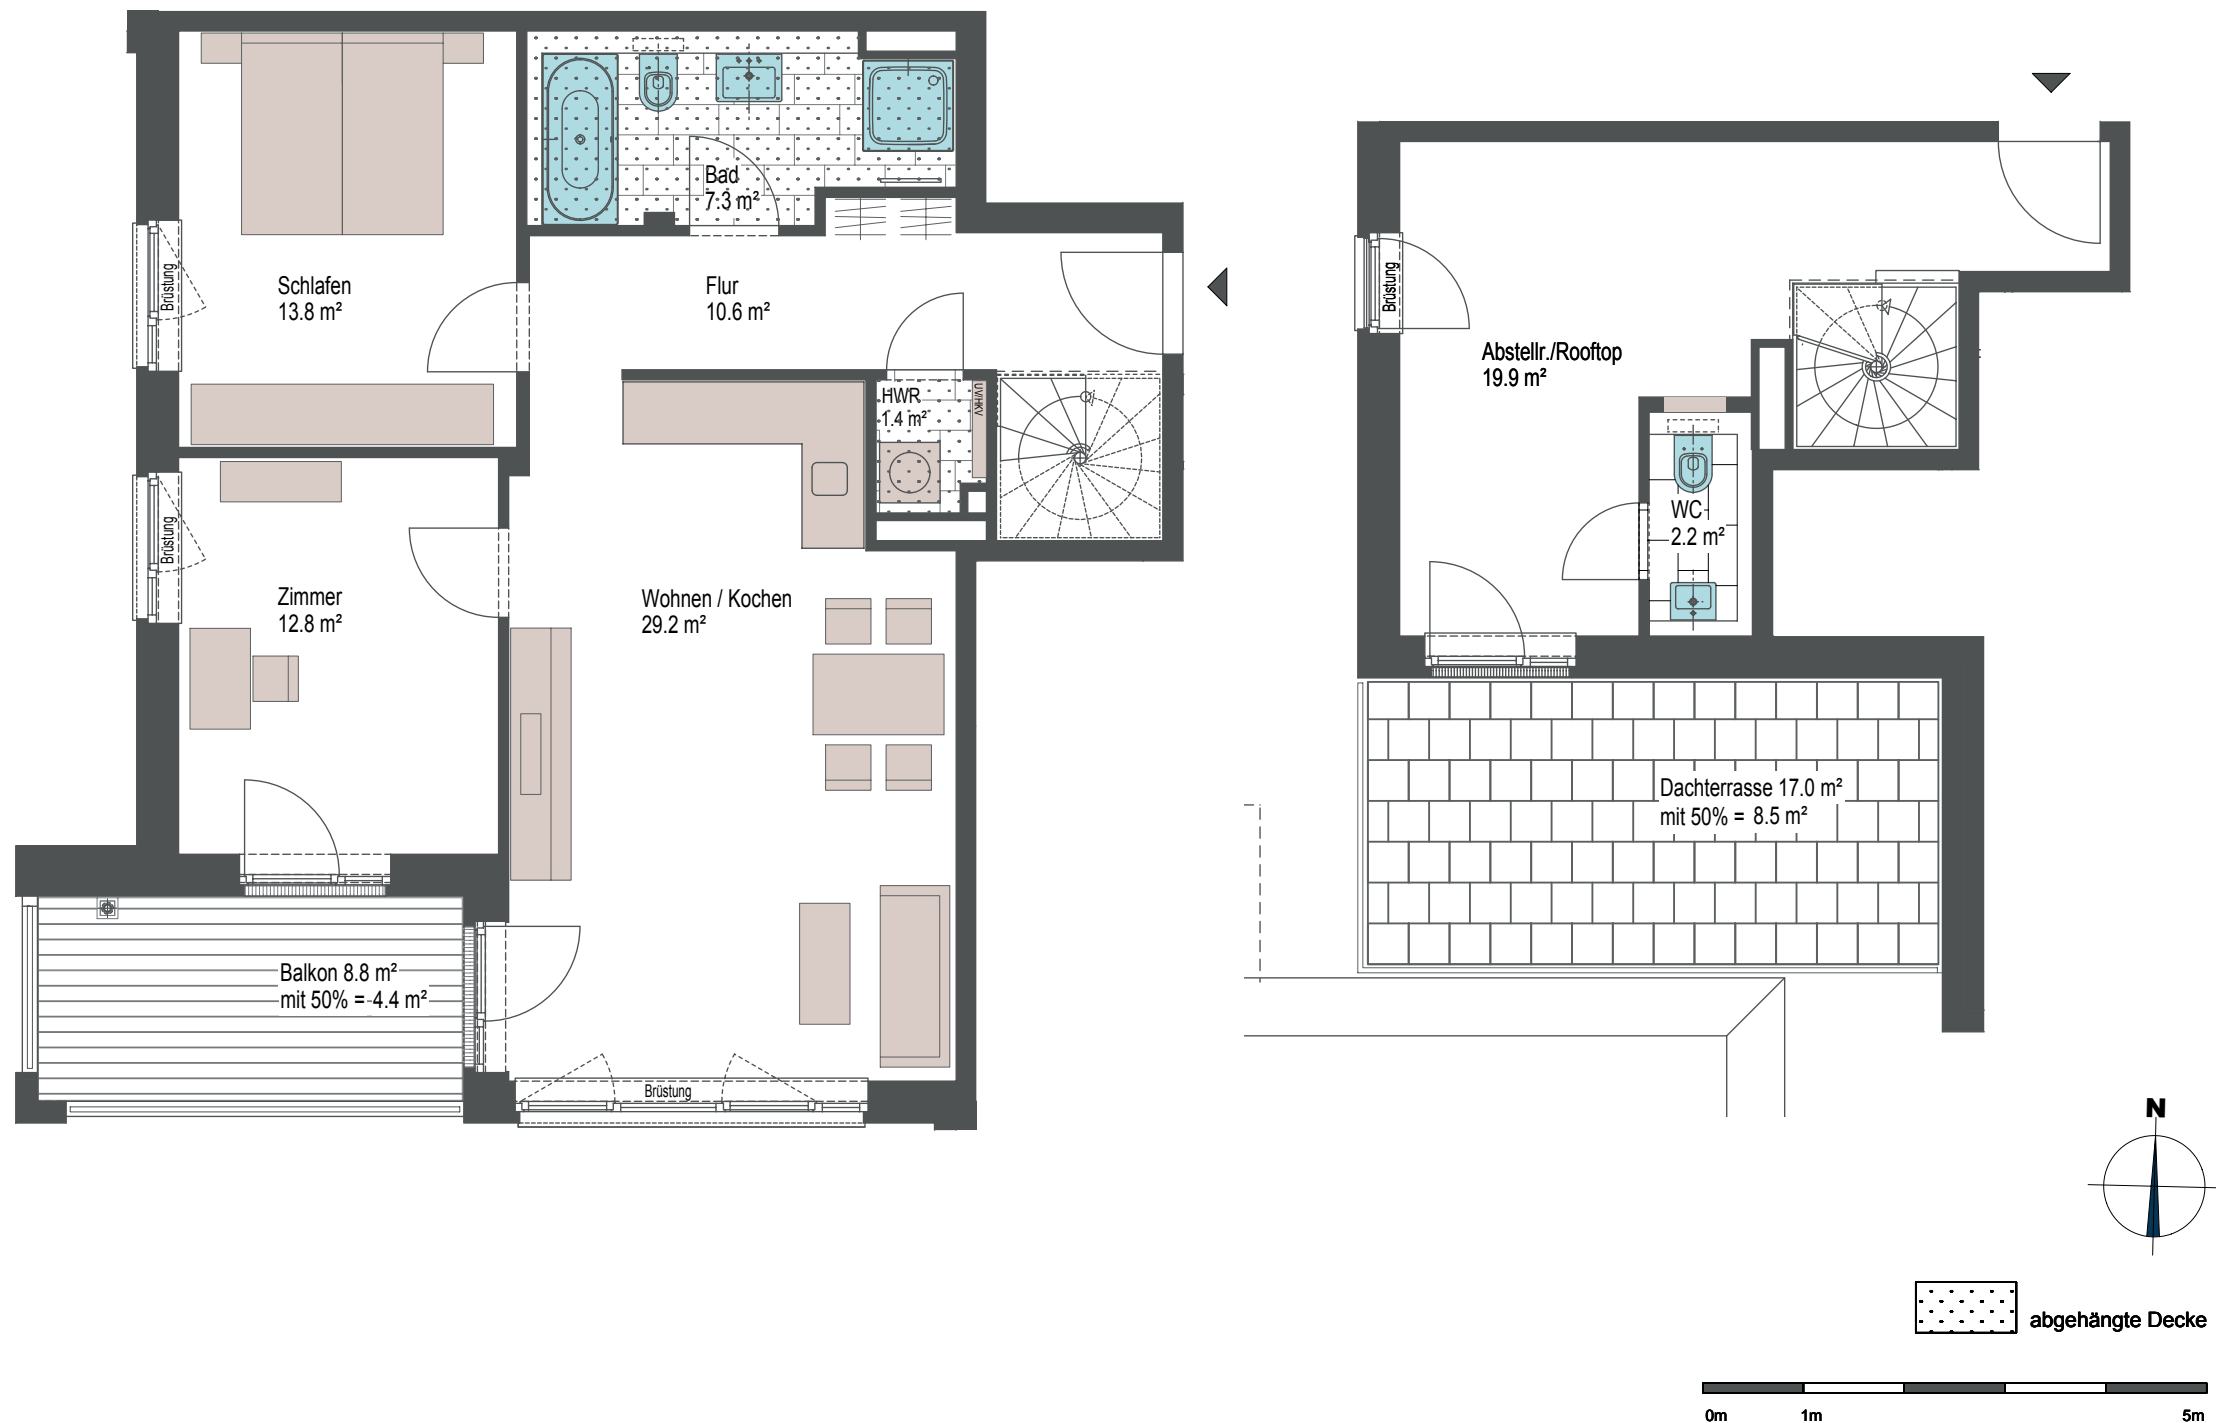 Bad
7.3 m²
Schlafen
13.8 m²
Brüstung
Flur
10.6 m²
HWR
1.4 m²
UV/HKV
Zimmer
12.8 m²
Brüstung
Wohnen / Kochen
29.2 m²
Balkon 8.8 m²
mit 50% = 4.4 m²
Brüstung
Brüstung
Abstellr./Rooftop
19.9 m²
WC
2.2 m²
Dachterrasse 17.0 m²
mit 50% = 8.5 m²
N
abgehängte Decke
0m 1m 5m